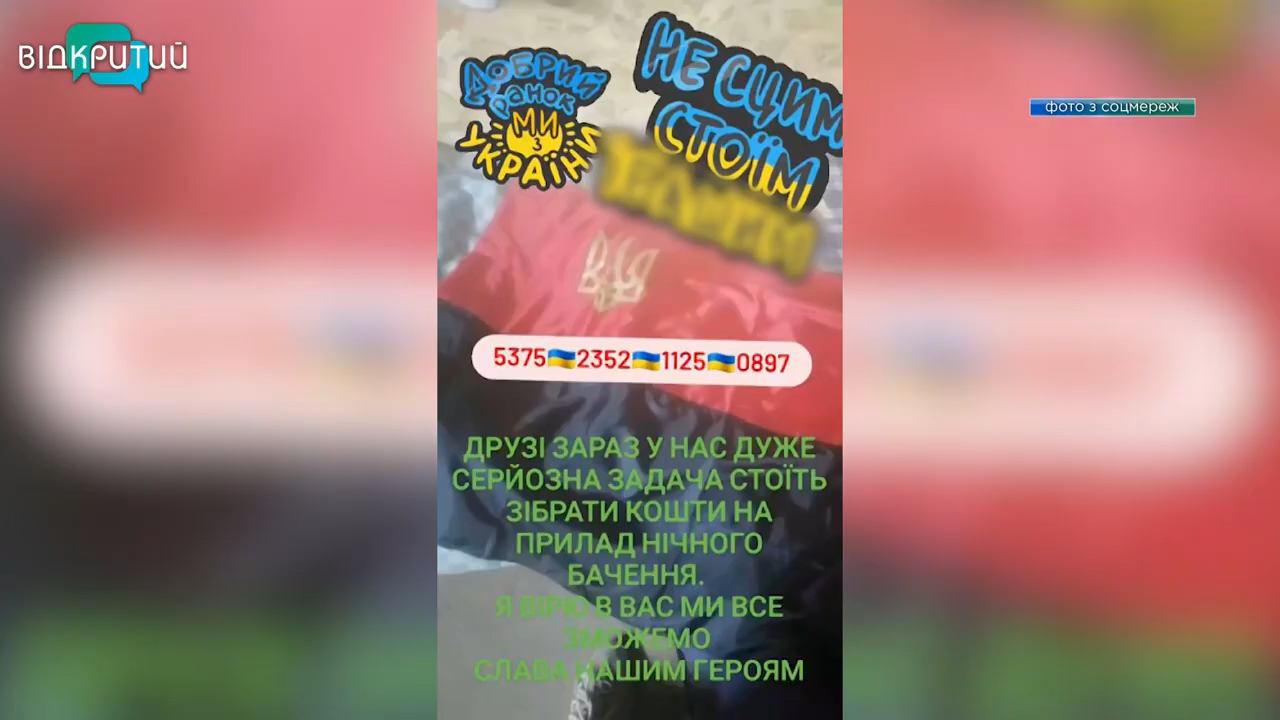 ВІДКРИТИЙ
фото з соцмереж
ДОБРИЙ
ранок
МИ
З
УКРАЇНИ
НЕ СЦИМ
СТОЇМ
5375🇺🇦2352🇺🇦1125🇺🇦0897
ДРУЗІ ЗАРАЗ У НАС ДУЖЕ
СЕРЙОЗНА ЗАДАЧА СТОЇТЬ
ЗІБРАТИ КОШТИ НА
ПРИЛАД НІЧНОГО
БАЧЕННЯ.
Я ВІРЮ В ВАС МИ ВСЕ
ЗМОЖЕМО
СЛАВА НАШИМ ГЕРОЯМ